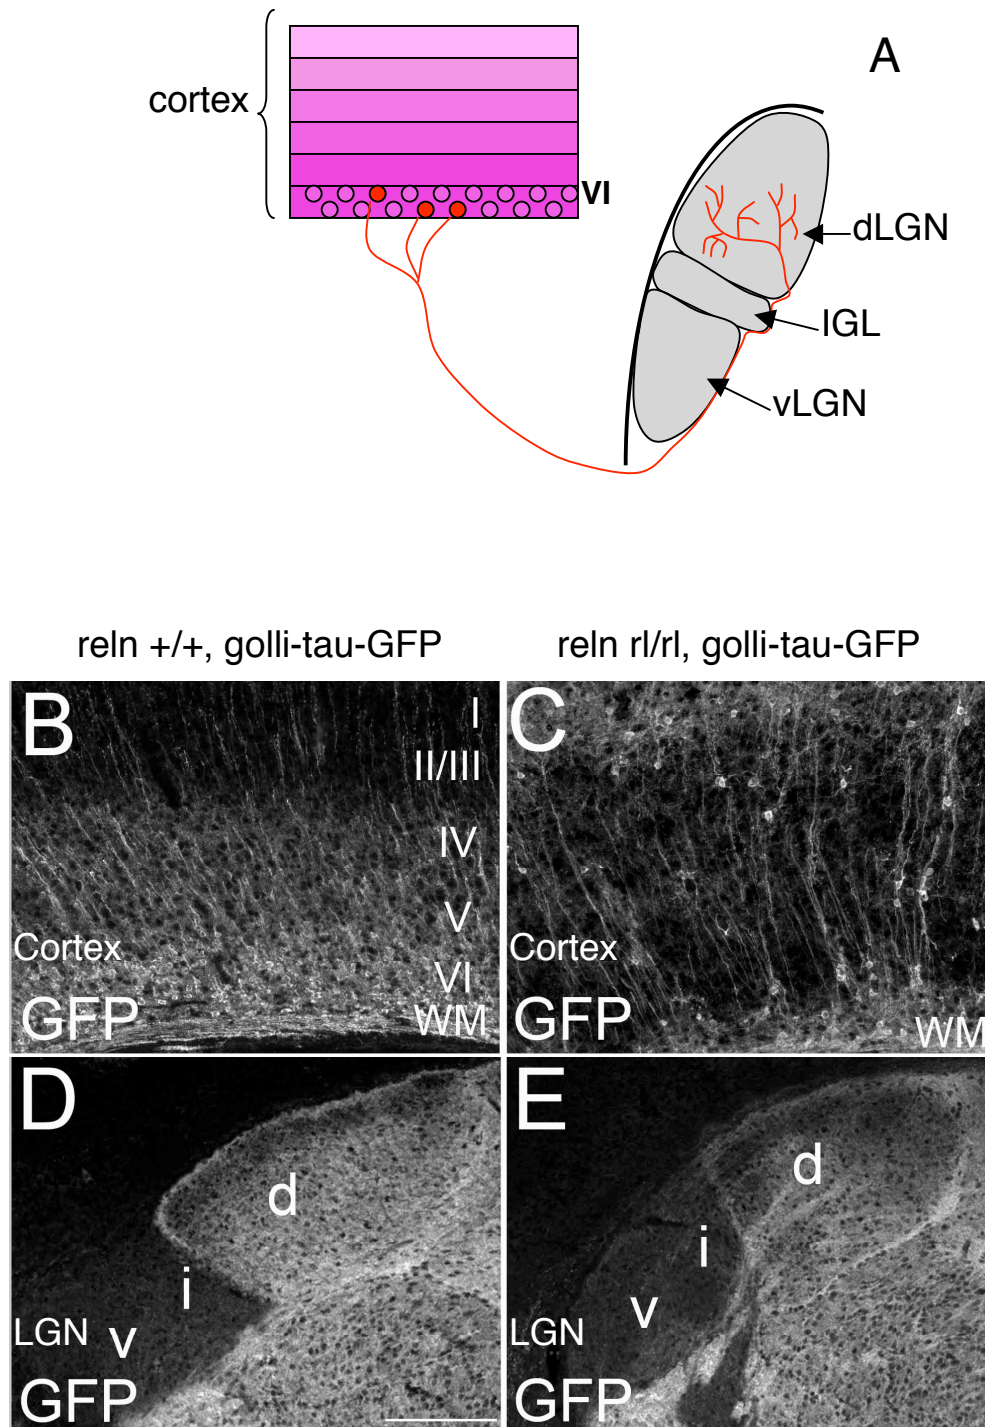 A
cortex
VI
dLGN
IGL
vLGN
reln +/+, golli-tau-GFP
reln rl/rl, golli-tau-GFP
B
I
II/III
IV
V
Cortex
VI
GFP
WM
C
Cortex
GFP
WM
D
d
i
LGN
v
GFP
E
d
i
v
LGN
GFP